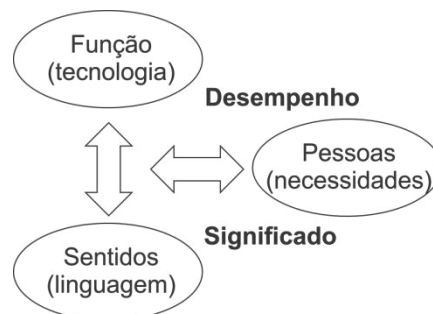 Função
(tecnologia)
Desempenho
Pessoas
(necessidades)
Significado
Sentidos
(linguagem)